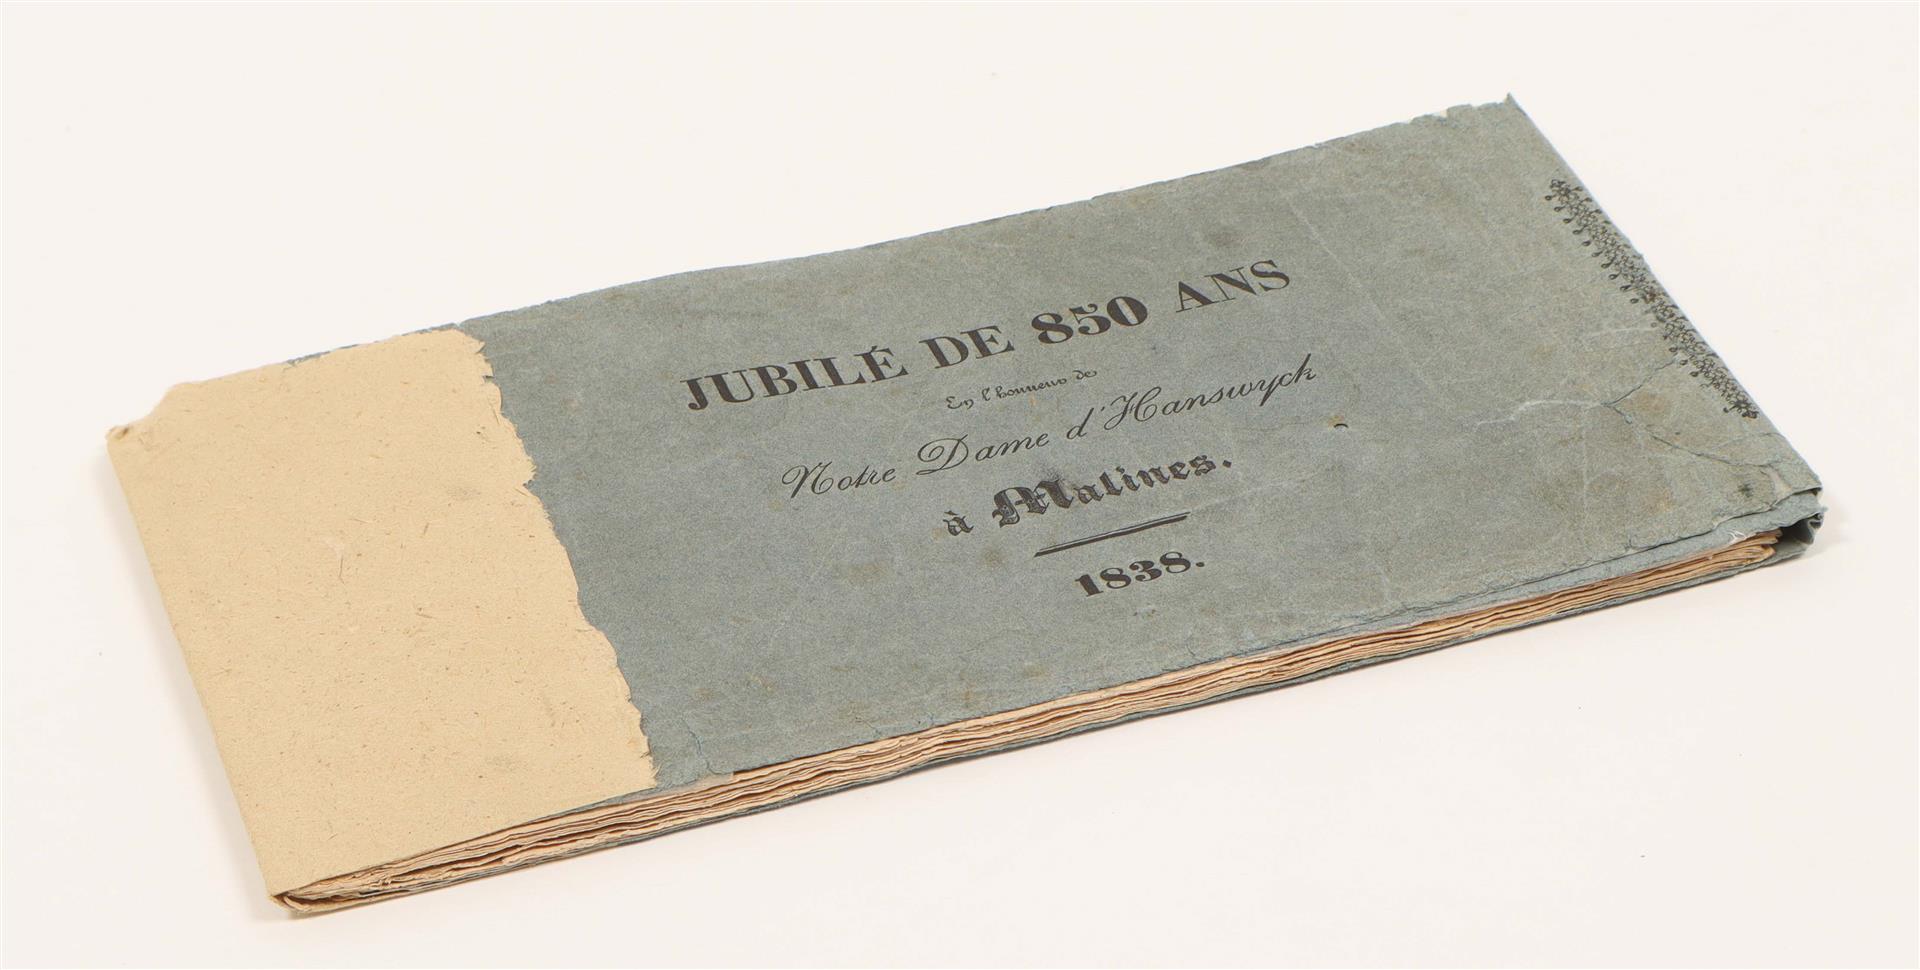 JUBILÉ DE 850 ANS
En l'honneur de
Notre Dame d'Hanswyck
à Malines.
1838.